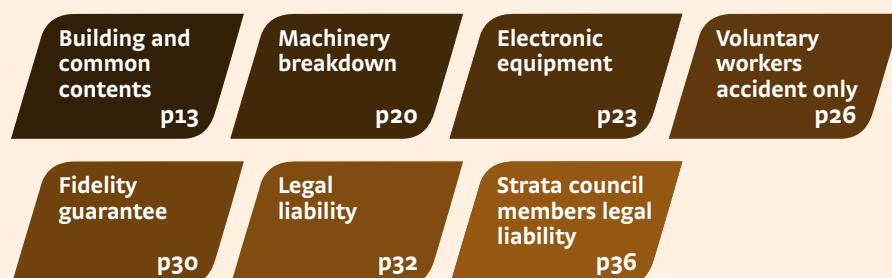 Building and
common
contents
p13
Machinery
breakdown
p20
Electronic
equipment
p23
Voluntary
workers
accident only
p26
Fidelity
guarantee
p30
Legal
liability
p32
Strata council
members legal
liability
p36